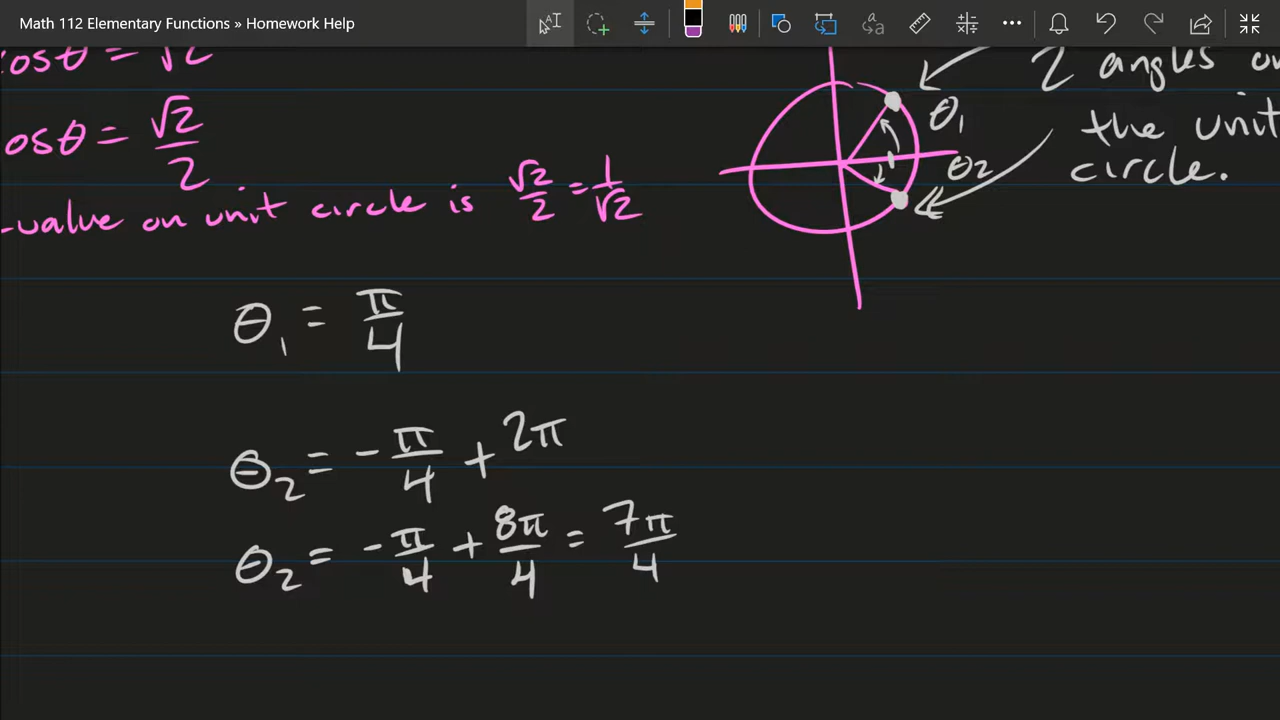 Math 112 Elementary Functions » Homework Help
cosθ = √2
cosθ = √2/2
-value on unit circle is √2/2 = 1/√2
2 angles on
the unit
circle.
θ₁
θ₂
θ₁ = π/4
θ₂ = -π/4 + 2π
θ₂ = -π/4 + 8π/4 = 7π/4